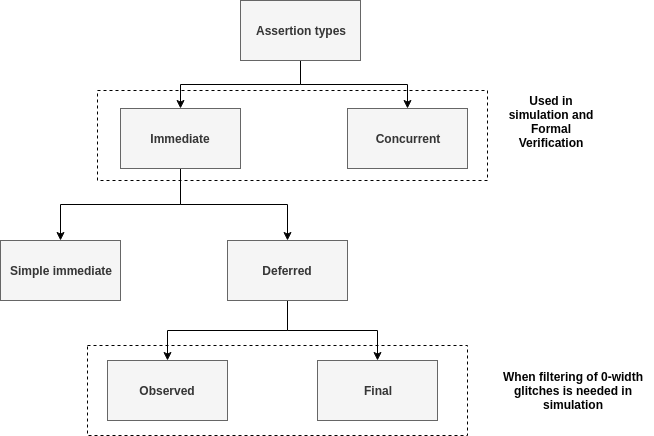 Assertion types
Used in
simulation and
Formal
Verification
Immediate
Concurrent
Simple immediate
Deferred
Observed
Final
When filtering of 0-width
glitches is needed in
simulation